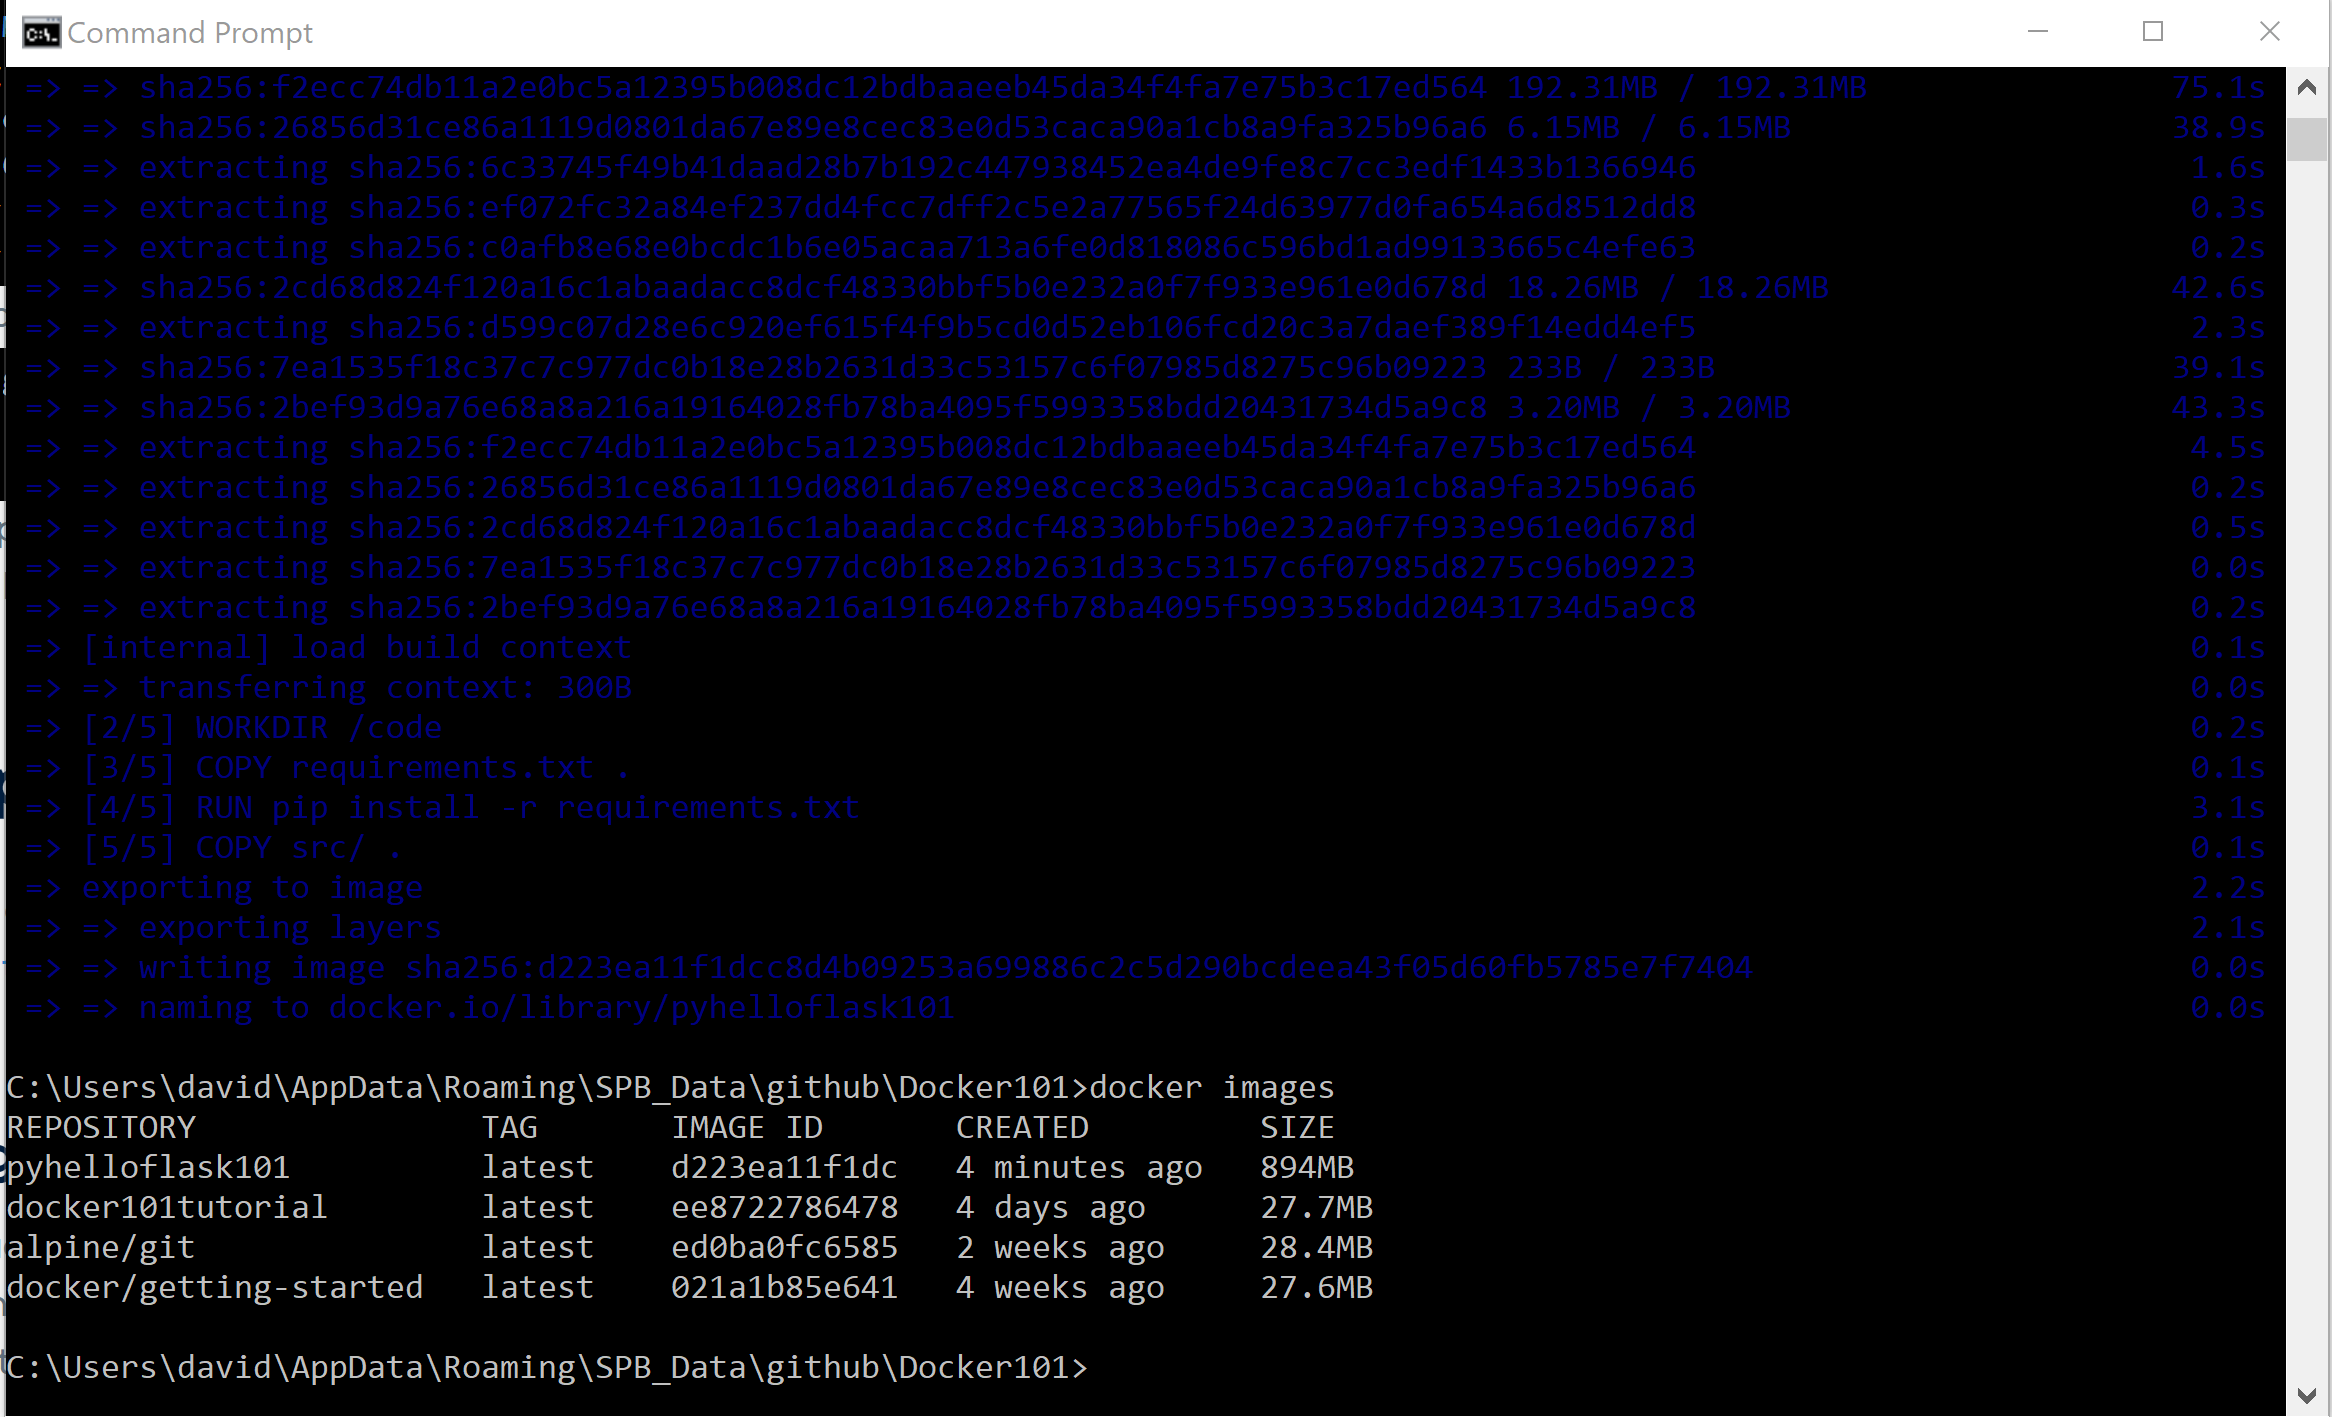 Command Prompt
=> => sha256:f2ecc74db11a2e0bc5a12395b008dc12bdbaaeeb45da34f4fa7e75b3c17ed564 192.31MB / 192.31MB 75.1s
=> => sha256:26856d31ce86a1119d0801da67e89e8cec83e0d53caca90a1cb8a9fa325b96a6 6.15MB / 6.15MB 38.9s
=> => extracting sha256:6c33745f49b41daad28b7b192c447938452ea4de9fe8c7cc3edf1433b1366946 1.6s
=> => extracting sha256:ef072fc32a84ef237dd4fcc7dff2c5e2a77565f24d63977d0fa654a6d8512dd8 0.3s
=> => extracting sha256:c0afb8e68e0bcdc1b6e05acaa713a6fe0d818086c596bd1ad99133665c4efe63 0.2s
=> => sha256:2cd68d824f120a16c1abaadacc8dcf48330bbf5b0e232a0f7f933e961e0d678d 18.26MB / 18.26MB 42.6s
=> => extracting sha256:d599c07d28e6c920ef615f4f9b5cd0d52eb106fcd20c3a7daef389f14edd4ef5 2.3s
=> => sha256:7ea1535f18c37c7c977dc0b18e28b2631d33c53157c6f07985d8275c96b09223 233B / 233B 39.1s
=> => sha256:2bef93d9a76e68a8a216a19164028fb78ba4095f5993358bdd20431734d5a9c8 3.20MB / 3.20MB 43.3s
=> => extracting sha256:f2ecc74db11a2e0bc5a12395b008dc12bdbaaeeb45da34f4fa7e75b3c17ed564 4.5s
=> => extracting sha256:26856d31ce86a1119d0801da67e89e8cec83e0d53caca90a1cb8a9fa325b96a6 0.2s
=> => extracting sha256:2cd68d824f120a16c1abaadacc8dcf48330bbf5b0e232a0f7f933e961e0d678d 0.5s
=> => extracting sha256:7ea1535f18c37c7c977dc0b18e28b2631d33c53157c6f07985d8275c96b09223 0.0s
=> => extracting sha256:2bef93d9a76e68a8a216a19164028fb78ba4095f5993358bdd20431734d5a9c8 0.2s
=> [internal] load build context 0.1s
=> => transferring context: 300B 0.0s
=> [2/5] WORKDIR /code 0.2s
=> [3/5] COPY requirements.txt . 0.1s
=> [4/5] RUN pip install -r requirements.txt 3.1s
=> [5/5] COPY src/ . 0.1s
=> exporting to image 2.2s
=> => exporting layers 2.1s
=> => writing image sha256:d223ea11f1dcc8d4b09253a699886c2c5d290bcdeea43f05d60fb5785e7f7404 0.0s
=> => naming to docker.io/library/pyhelloflask101 0.0s
C:\Users\david\AppData\Roaming\SPB_Data\github\Docker101>docker images
REPOSITORY TAG IMAGE ID CREATED SIZE
pyhelloflask101 latest d223ea11f1dc 4 minutes ago 894MB
docker101tutorial latest ee8722786478 4 days ago 27.7MB
alpine/git latest ed0ba0fc6585 2 weeks ago 28.4MB
docker/getting-started latest 021a1b85e641 4 weeks ago 27.6MB
C:\Users\david\AppData\Roaming\SPB_Data\github\Docker101>